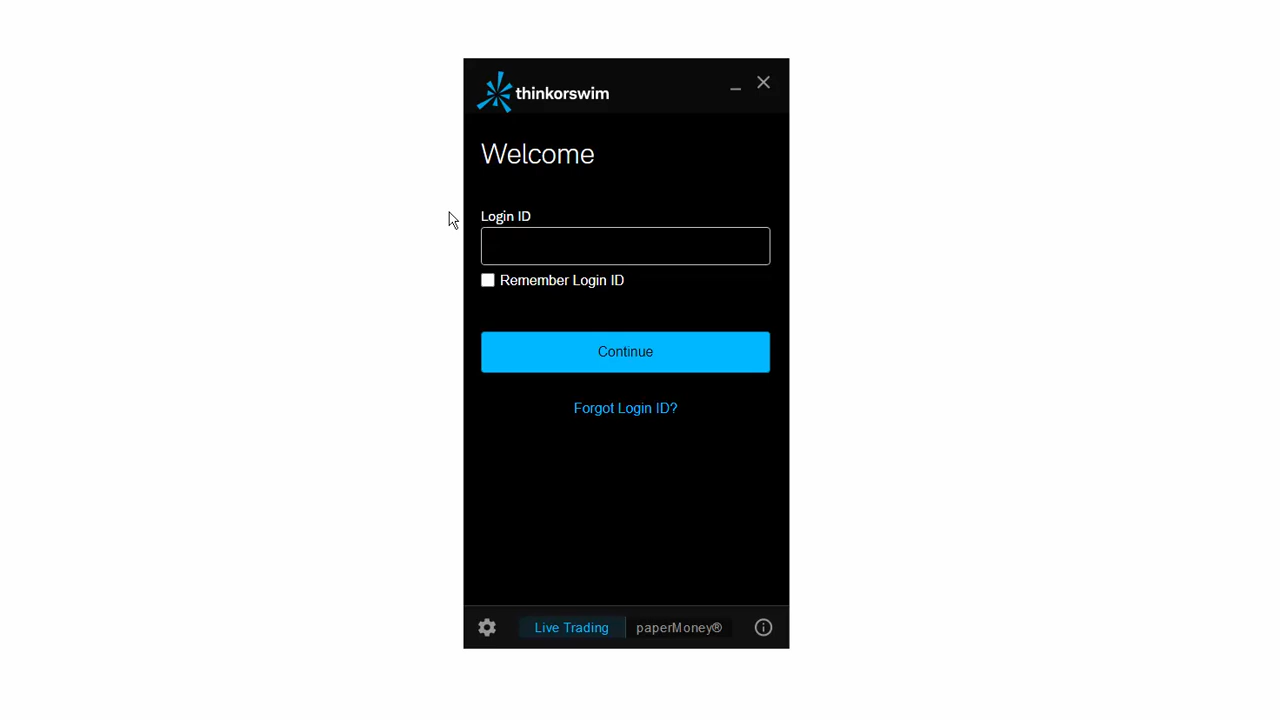 thinkorswim
Welcome
Login ID
Remember Login ID
Continue
Forgot Login ID?
Live Trading
paperMoney®